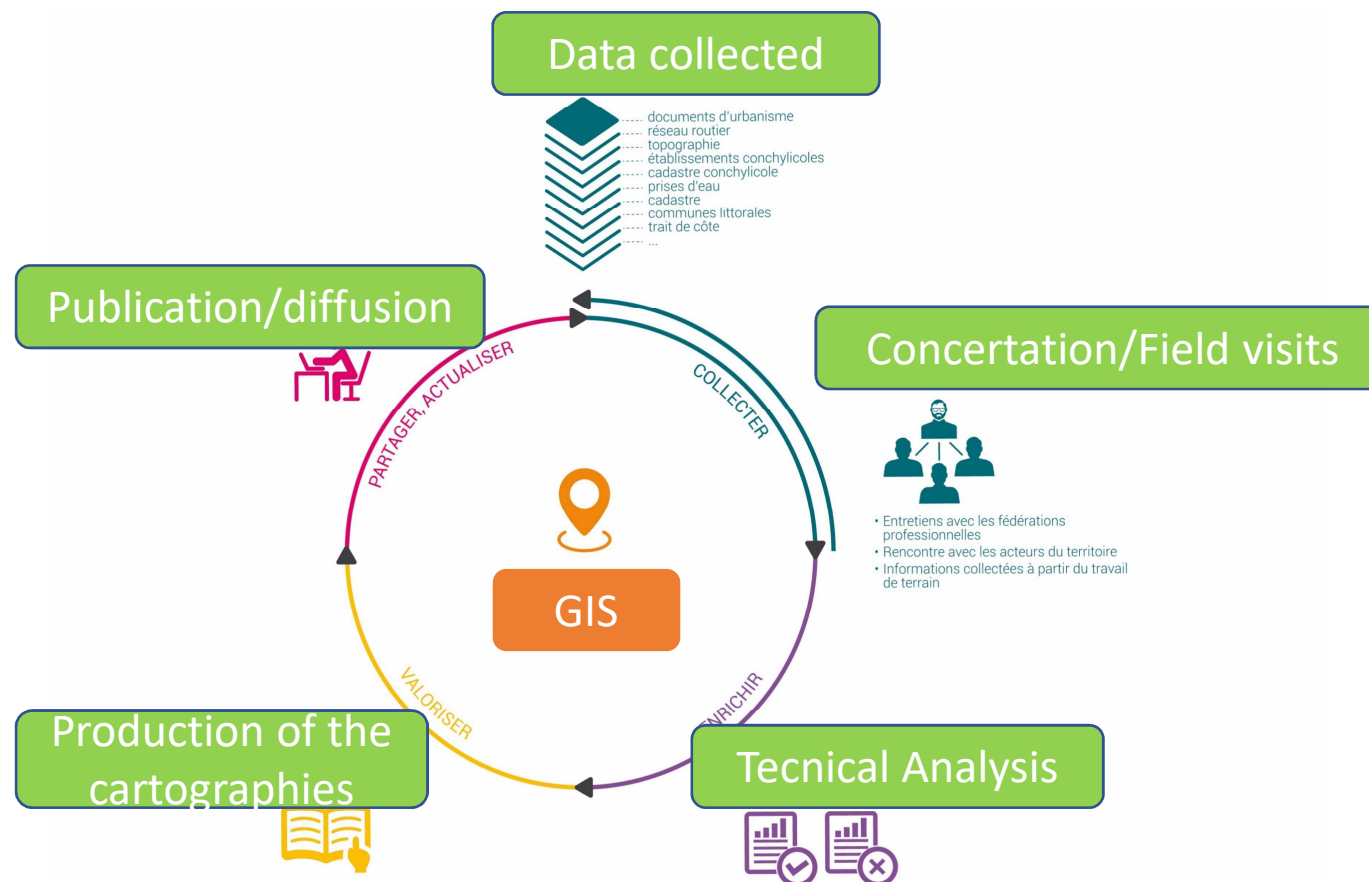 Data collected
documents d'urbanisme
réseau routier
topographie
établissements conchylicoles
cadastre conchylicole
prises d'eau
cadastre
communes littorales
trait de côte
...
Publication/diffusion
PARTAGER, ACTUALISER
COLLECTER
Concertation/Field visits
• Entretiens avec les fédérations
professionnelles
• Rencontre avec les acteurs du territoire
• Informations collectées à partir du travail
de terrain
GIS
VALORISER
ENRICHIR
Production of the
cartographies
Tecnical Analysis